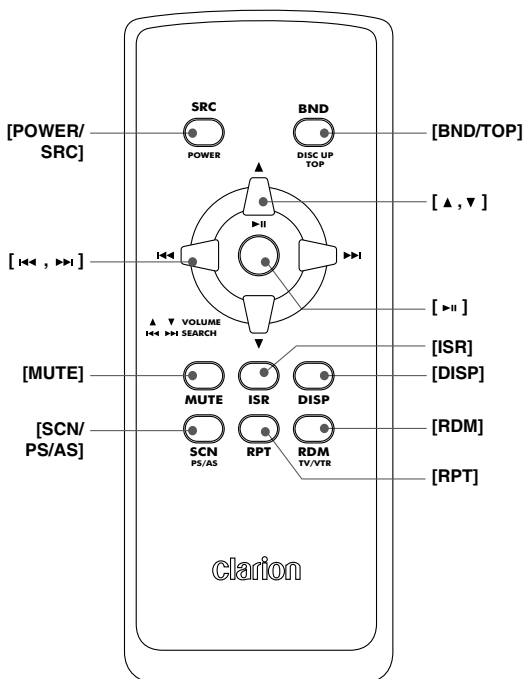 SRC
BND
[POWER/
SRC]
[BND/TOP]
POWER
DISC UP
TOP
▲
[ ▲ , ▼ ]
►II
[ I◄◄ , ►►I ]
I◄◄
►►I
▲ ▼ VOLUME
I◄◄ ►►I SEARCH
▼
[ ►II ]
[ISR]
[MUTE]
[DISP]
MUTE
ISR
DISP
[SCN/
PS/AS]
[RDM]
SCN
PS/AS
RPT
RDM
TV/VTR
[RPT]
clarion